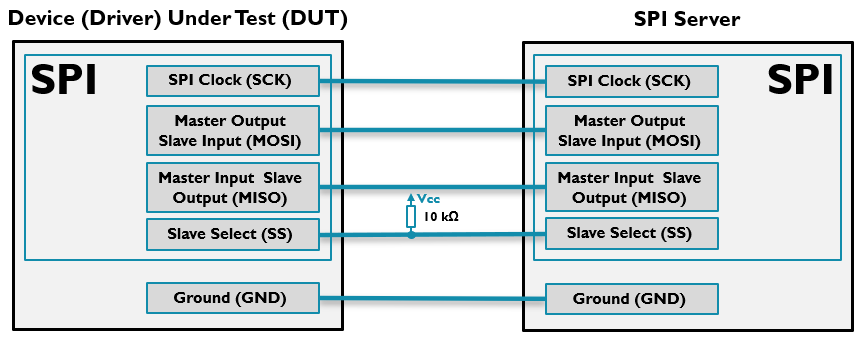 Device (Driver) Under Test (DUT)
SPI Server
SPI
SPI Clock (SCK)
Master Output
Slave Input (MOSI)
Master Input Slave
Output (MISO)
Slave Select (SS)
Ground (GND)
Vcc
10 kΩ
SPI
SPI Clock (SCK)
Master Output
Slave Input (MOSI)
Master Input Slave
Output (MISO)
Slave Select (SS)
Ground (GND)